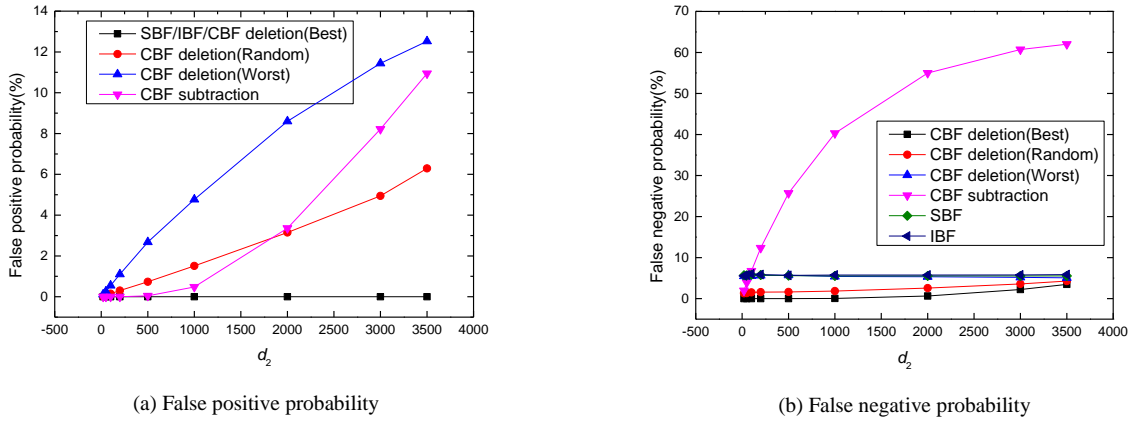 SBF/IBF/CBF deletion(Best)
CBF deletion(Random)
CBF deletion(Worst)
CBF subtraction
False positive probability(%)
14
12
10
8
6
4
2
0
-500 0 500 1000 1500 2000 2500 3000 3500 4000
d2
(a) False positive probability
CBF deletion(Best)
CBF deletion(Random)
CBF deletion(Worst)
CBF subtraction
SBF
IBF
False negative probability(%)
70
60
50
40
30
20
10
0
-500 0 500 1000 1500 2000 2500 3000 3500 4000
d2
(b) False negative probability